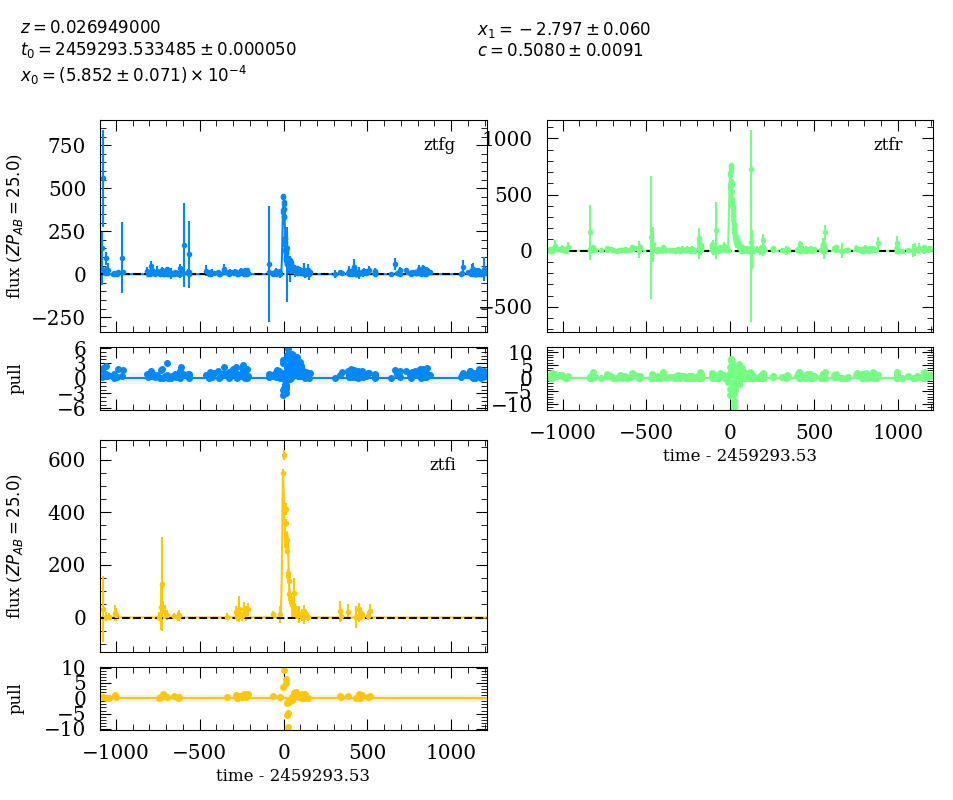 z = 0.026949000
t0 = 2459293.533485 ± 0.000050
x0 = (5.852 ± 0.071) × 10^−4
x1 = −2.797 ± 0.060
c = 0.5080 ± 0.0091
ztfg
750
500
250
0
−250
flux (ZP_AB = 25.0)
6
3
0
−3
−6
pull
ztfr
1000
500
0
−500
10
5
0
−5
−10
−1000 −500 0 500 1000
time - 2459293.53
ztfi
600
400
200
0
flux (ZP_AB = 25.0)
10
5
0
−5
−10
pull
−1000 −500 0 500 1000
time - 2459293.53